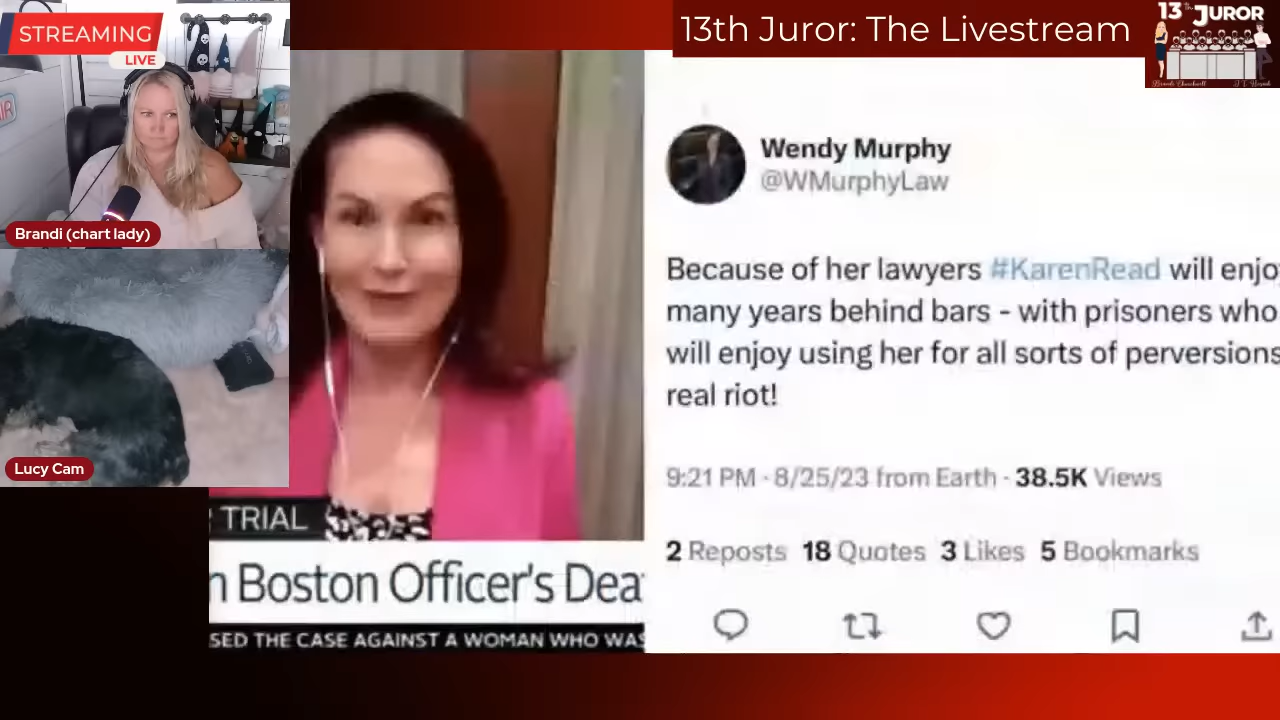 STREAMING
LIVE
13th Juror: The Livestream
13th JUROR
Brandi (chart lady)
Lucy Cam
Wendy Murphy
@WMurphyLaw
Because of her lawyers #KarenRead will enjo
many years behind bars - with prisoners who
will enjoy using her for all sorts of perversions
real riot!
9:21 PM · 8/25/23 from Earth · 38.5K Views
2 Reposts 18 Quotes 3 Likes 5 Bookmarks
TRIAL
n Boston Officer's Dea
SED THE CASE AGAINST A WOMAN WHO WAS